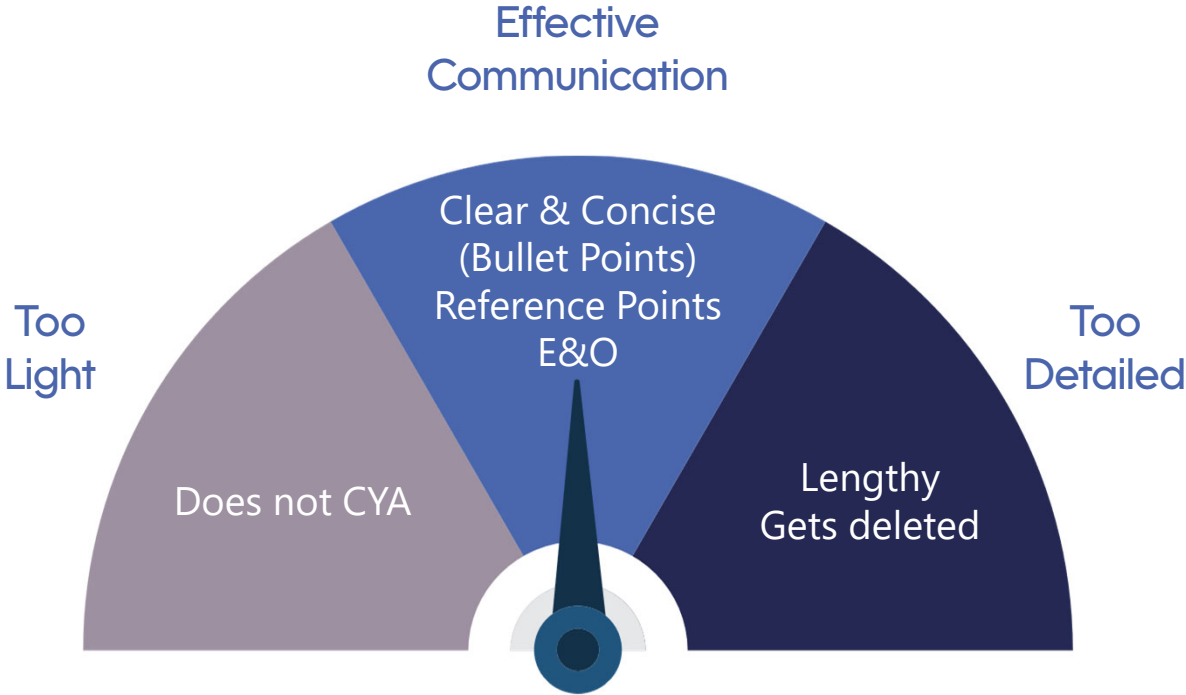 Effective
Communication
Clear & Concise
(Bullet Points)
Reference Points
E&O
Too
Light
Too
Detailed
Does not CYA
Lengthy
Gets deleted